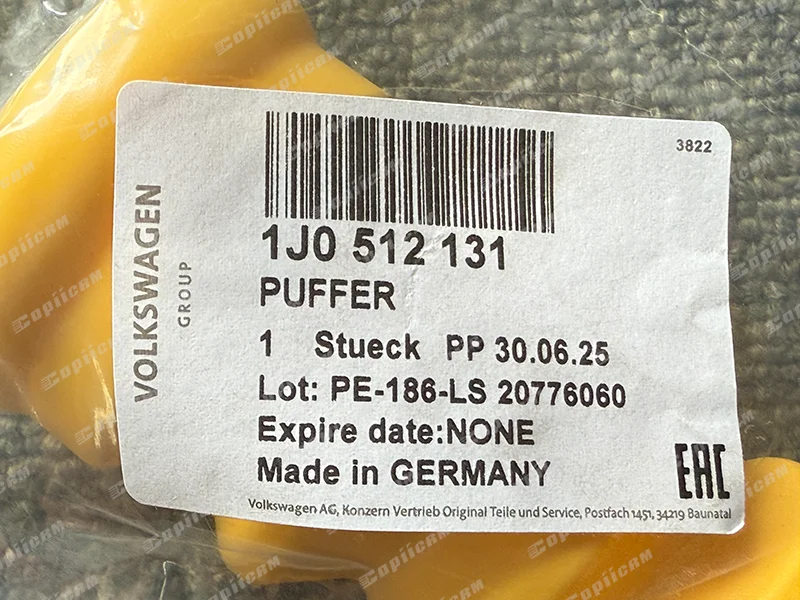 3822
VOLKSWAGEN
GROUP
1J0 512 131
PUFFER
1 Stueck PP 30.06.25
Lot: PE-186-LS 20776060
Expire date:NONE
Made in GERMANY
EAC
Volkswagen AG, Konzern Vertrieb Original Teile und Service, Postfach 1451, 34219 Baunatal
Copiicam